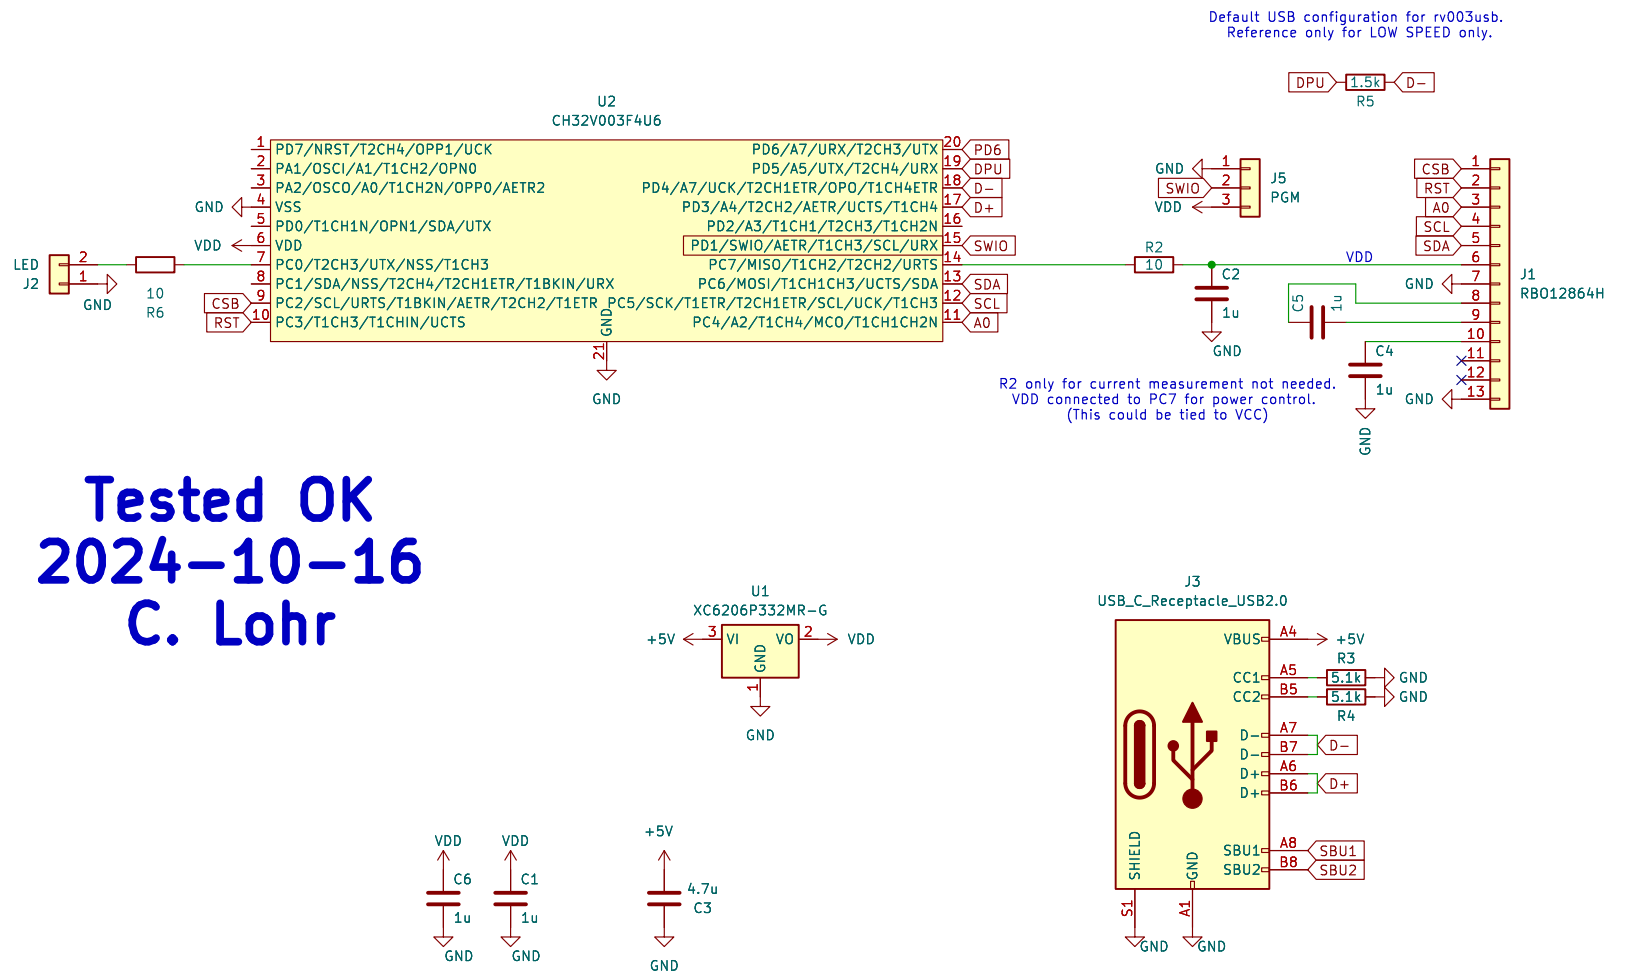 Default USB configuration for rv003usb.
Reference only for LOW SPEED only.
DPU
1.5k
D-
R5
U2
CH32V003F4U6
1
PD7/NRST/T2CH4/OPP1/UCK
2
PA1/OSCI/A1/T1CH2/OPN0
3
PA2/OSCO/A0/T1CH2N/OPP0/AETR2
GND
4
VSS
5
PD0/T1CH1N/OPN1/SDA/UTX
VDD
6
VDD
7
PC0/T2CH3/UTX/NSS/T1CH3
8
PC1/SDA/NSS/T2CH4/T2CH1ETR/T1BKIN/URX
CSB
9
PC2/SCL/URTS/T1BKIN/AETR/T2CH2/T1ETR
RST
10
PC3/T1CH3/T1CHIN/UCTS
PD6/A7/URX/T2CH3/UTX
20
PD6
PD5/A5/UTX/T2CH4/URX
19
DPU
PD4/A7/UCK/T2CH1ETR/OPO/T1CH4ETR
18
D-
PD3/A4/T2CH2/AETR/UCTS/T1CH4
17
D+
PD2/A3/T1CH1/T2CH3/T1CH2N
16
PD1/SWIO/AETR/T1CH3/SCL/URX
15
SWIO
PC7/MISO/T1CH2/T2CH2/URTS
14
PC6/MOSI/T1CH1CH3/UCTS/SDA
13
SDA
PC5/SCK/T1ETR/T2CH1ETR/SCL/UCK/T1CH3
12
SCL
PC4/A2/T1CH4/MCO/T1CH1CH2N
11
A0
GND
21
GND
LED
J2
2
1
GND
10
R6
GND
1
SWIO
2
VDD
3
J5
PGM
R2
10
VDD
C2
1u
GND
CSB
1
RST
2
A0
3
SCL
4
SDA
5
6
GND
7
8
9
10
11
12
GND
13
J1
RBO12864H
C5
1u
C4
1u
GND
R2 only for current measurement not needed.
VDD connected to PC7 for power control.
(This could be tied to VCC)
Tested OK
2024-10-16
C. Lohr
U1
XC6206P332MR-G
+5V
3
VI
VO
2
VDD
GND
1
GND
J3
USB_C_Receptacle_USB2.0
VBUS
A4
+5V
R3
CC1
A5
5.1k
GND
CC2
B5
5.1k
GND
R4
D-
A7
D-
B7
D-
D+
A6
D+
B6
D+
SBU1
A8
SBU1
SBU2
B8
SBU2
SHIELD
GND
S1
A1
GND
GND
VDD
C6
1u
GND
VDD
C1
1u
GND
+5V
4.7u
C3
GND